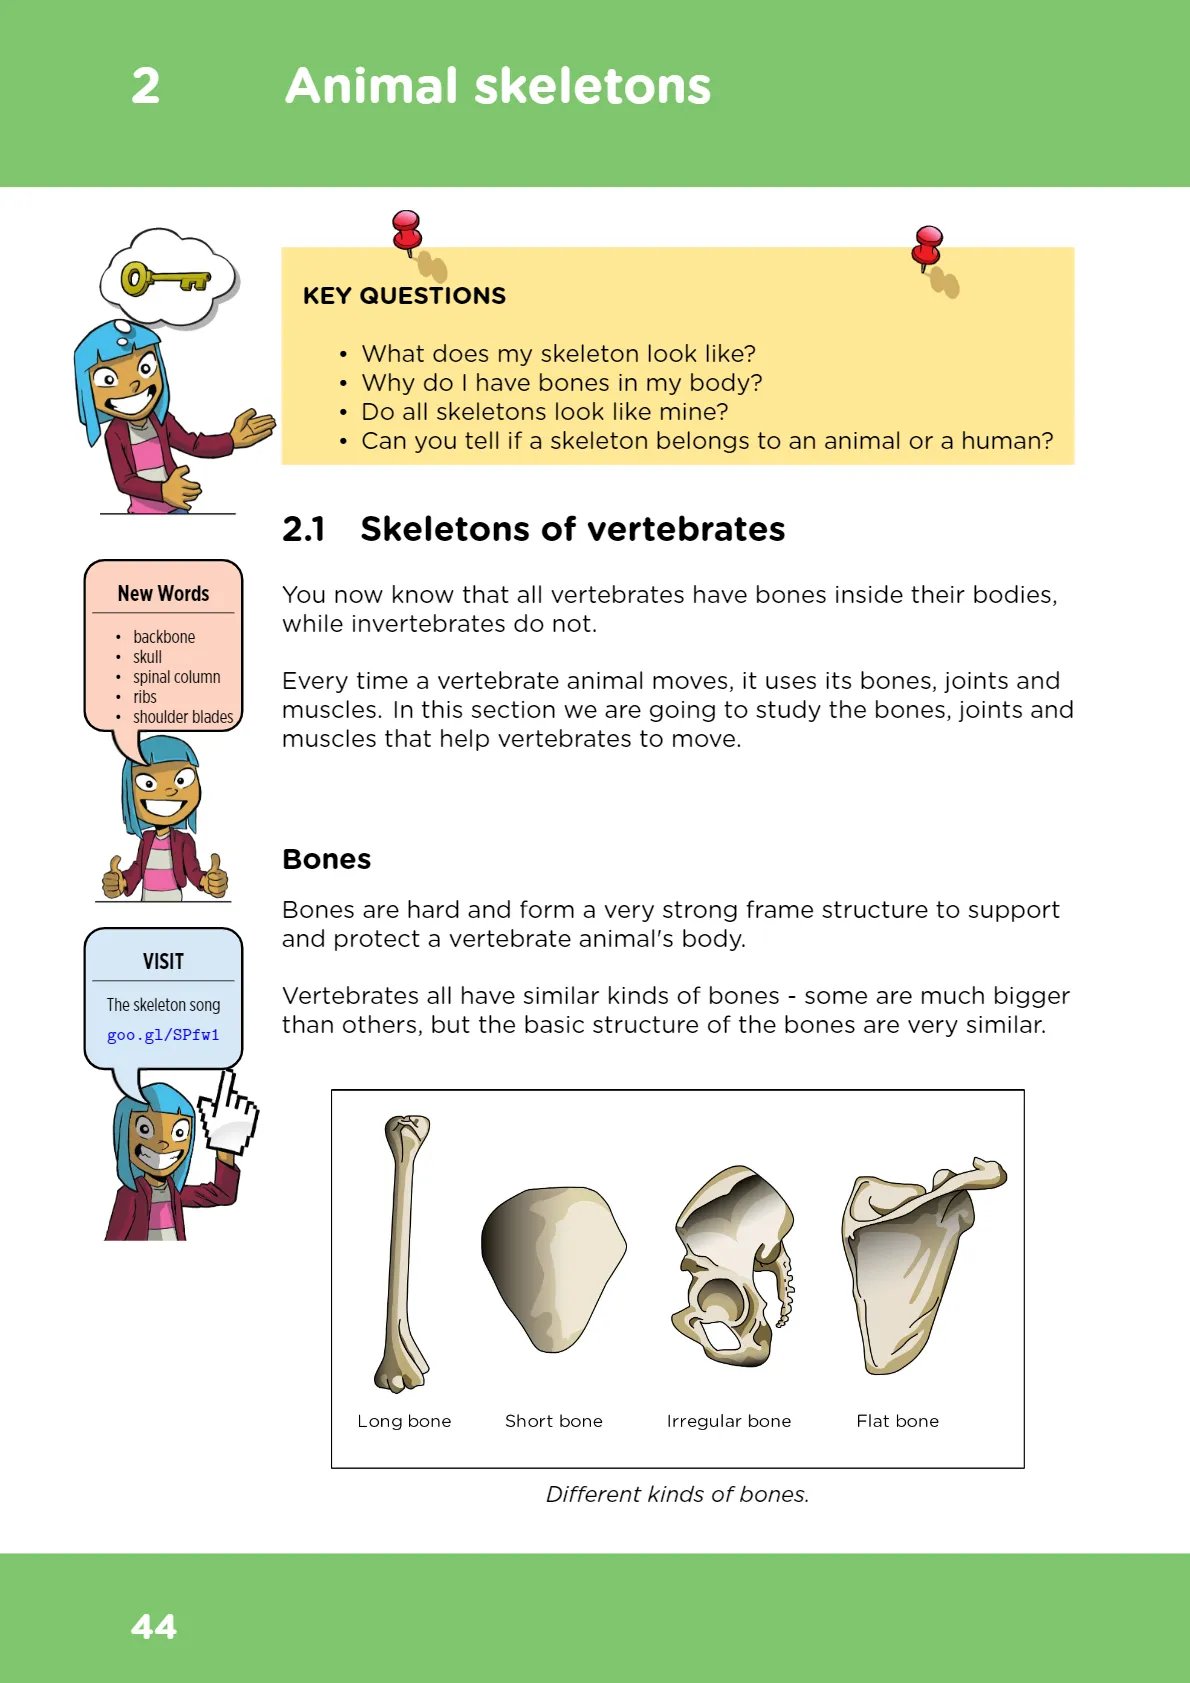 2 Animal skeletons
KEY QUESTIONS
• What does my skeleton look like?
• Why do I have bones in my body?
• Do all skeletons look like mine?
• Can you tell if a skeleton belongs to an animal or a human?
2.1 Skeletons of vertebrates
New Words
• backbone
• skull
• spinal column
• ribs
• shoulder blades
You now know that all vertebrates have bones inside their bodies,
while invertebrates do not.
Every time a vertebrate animal moves, it uses its bones, joints and
muscles. In this section we are going to study the bones, joints and
muscles that help vertebrates to move.
Bones
Bones are hard and form a very strong frame structure to support
and protect a vertebrate animal's body.
VISIT
The skeleton song
goo.gl/SPfw1
Vertebrates all have similar kinds of bones - some are much bigger
than others, but the basic structure of the bones are very similar.
Long bone Short bone Irregular bone Flat bone
Different kinds of bones.
44